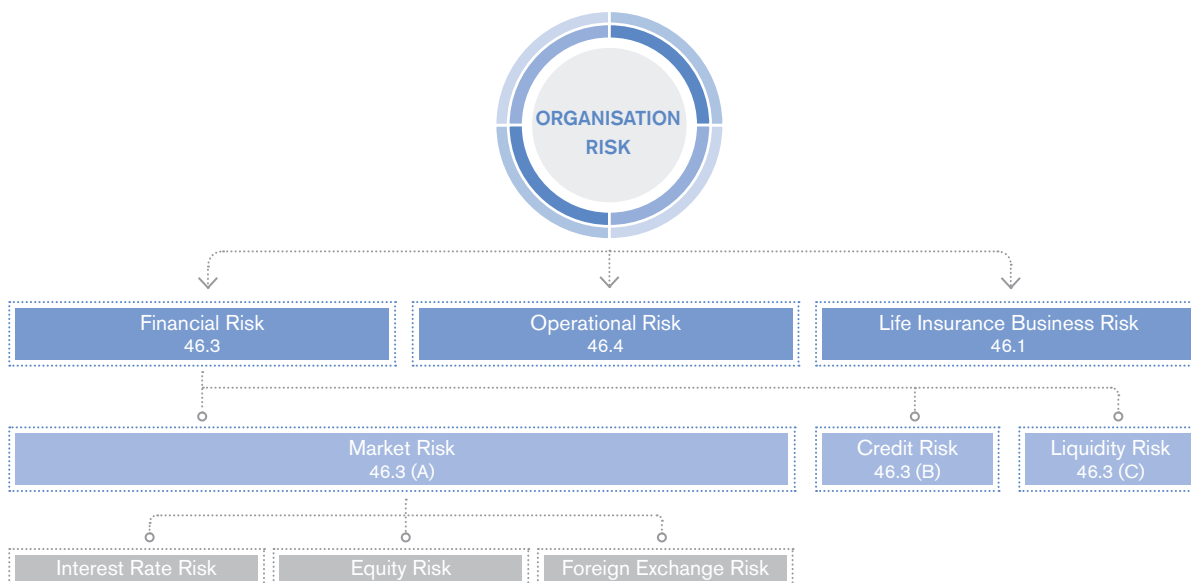 ORGANISATION
RISK
Financial Risk
46.3
Operational Risk
46.4
Life Insurance Business Risk
46.1
Market Risk
46.3 (A)
Credit Risk
46.3 (B)
Liquidity Risk
46.3 (C)
Interest Rate Risk
Equity Risk
Foreign Exchange Risk